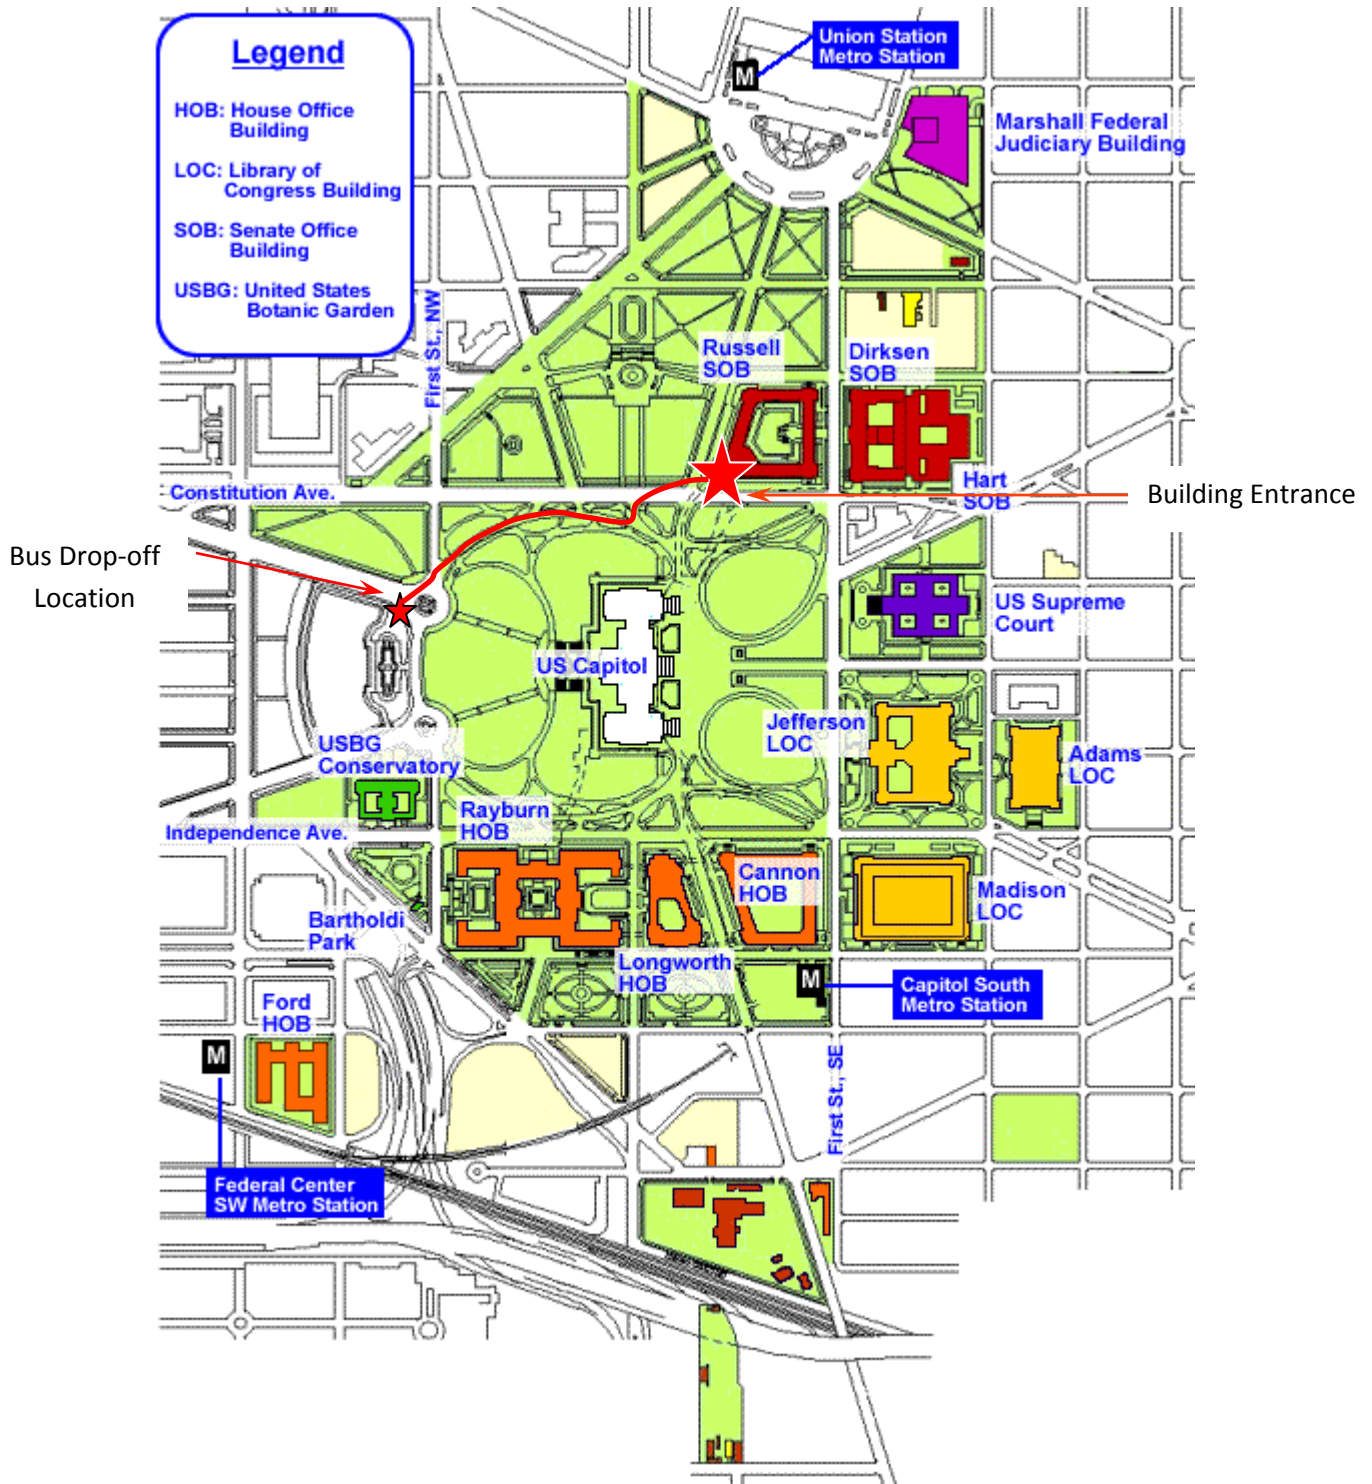 Legend
HOB: House Office
Building
LOC: Library of
Congress Building
SOB: Senate Office
Building
USBG: United States
Botanic Garden
Union Station
Metro Station
M
Marshall Federal
Judiciary Building
First St., NW
Russell
SOB
Dirksen
SOB
Constitution Ave.
Hart
SOB
Building Entrance
Bus Drop-off
Location
US Supreme
Court
US Capitol
Jefferson
LOC
Adams
LOC
USBG
Conservatory
Rayburn
HOB
Independence Ave.
Cannon
HOB
Madison
LOC
Bartholdi
Park
Longworth
HOB
M
Capitol South
Metro Station
Ford
HOB
M
First St., SE
Federal Center
SW Metro Station